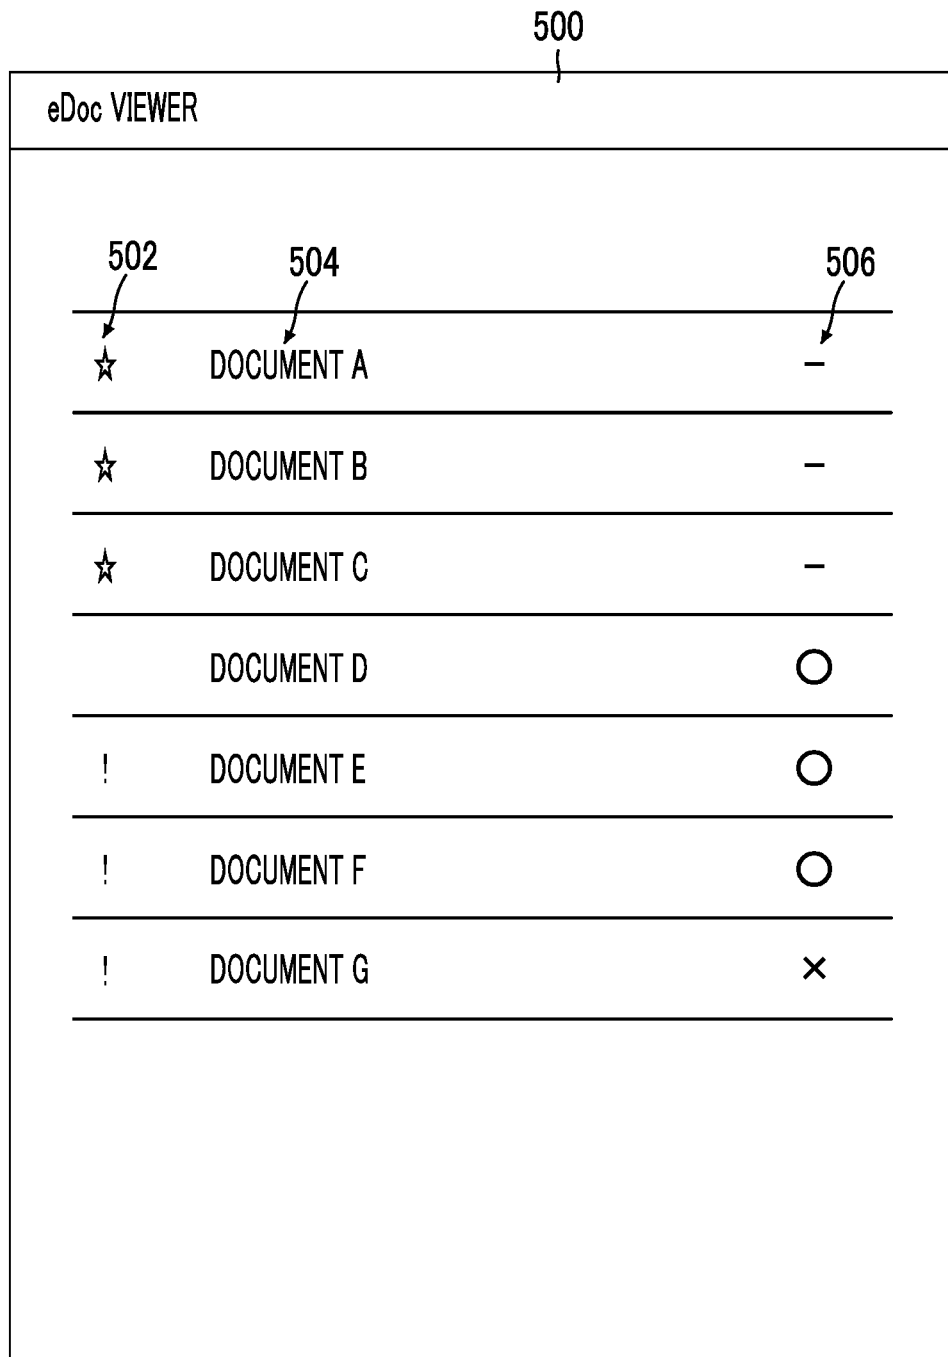 500
eDoc VIEWER
502 504 506
☆ DOCUMENT A –
☆ DOCUMENT B –
☆ DOCUMENT C –
DOCUMENT D ○
! DOCUMENT E ○
! DOCUMENT F ○
! DOCUMENT G ×